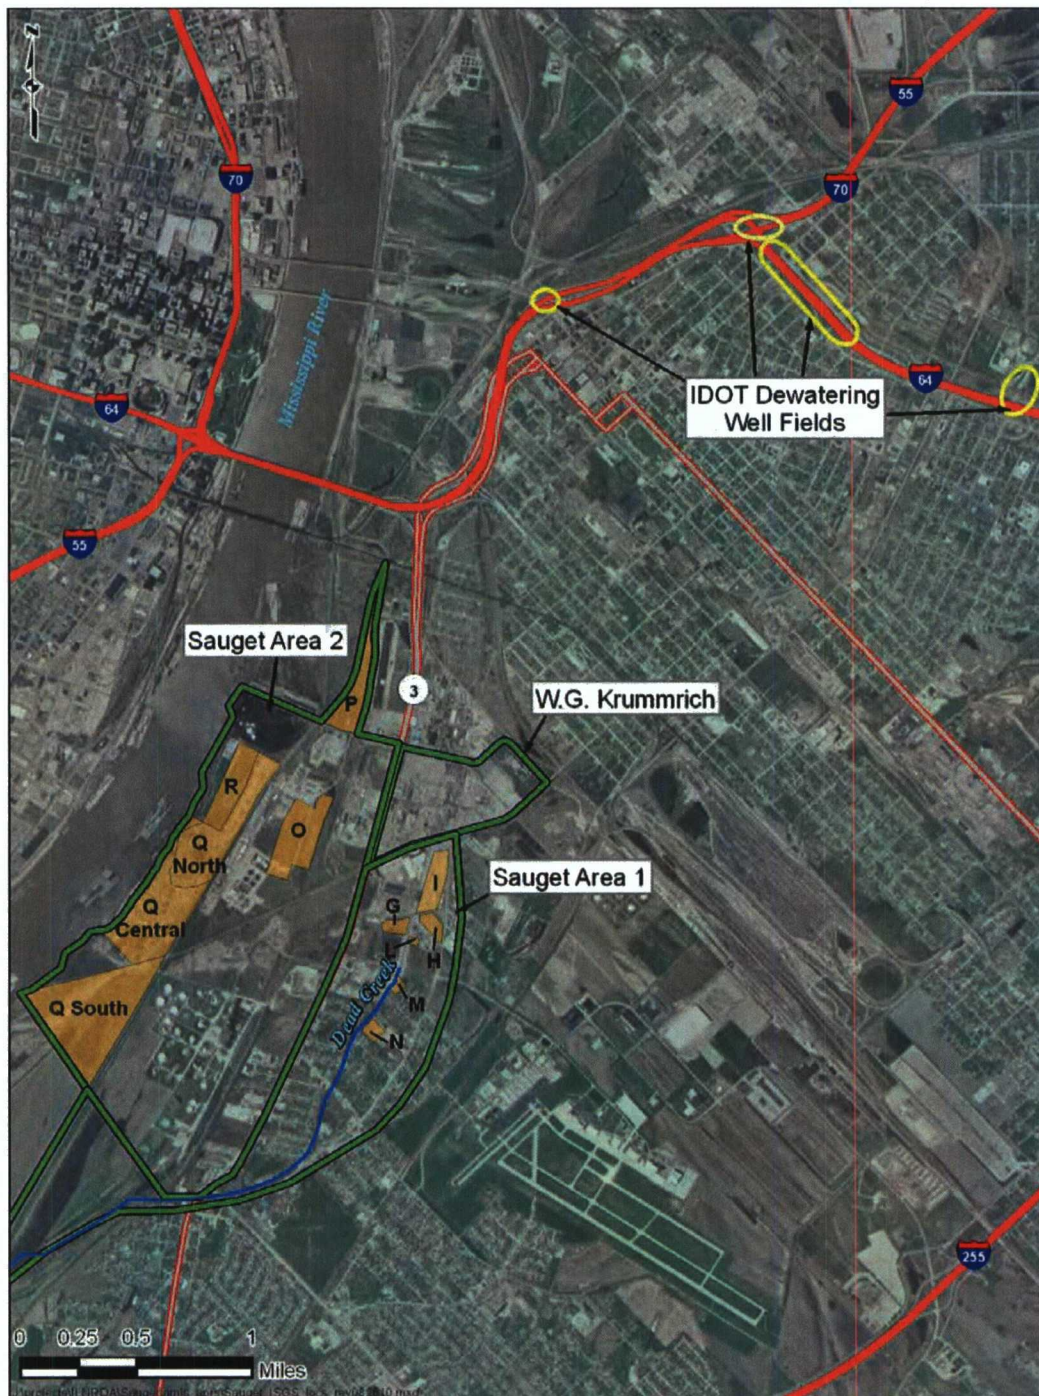 N
55
70
70
Mississippi River
64
IDOT Dewatering
Well Fields
64
55
Sauget Area 2
3
W.G. Krummrich
P
R
O
Q
North
Sauget Area 1
I
Q
Central
G
L
H
Dead Creek
M
Q South
N
255
0 0.25 0.5 1
Miles